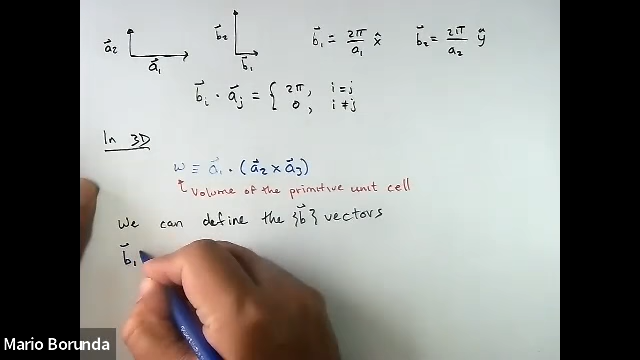 a⃗₂ a⃗₁ b⃗₂ b⃗₁ b⃗₁ = 2π/a₁ x̂ b⃗₂ = 2π/a₂ ŷ
b⃗ᵢ · a⃗ⱼ = { 2π, i=j
0, i≠j
In 3D
w ≡ a⃗₁ · (a⃗₂ × a⃗₃)
Volume of the primitive unit cell
We can define the {b⃗} vectors
b⃗₁
Mario Borunda